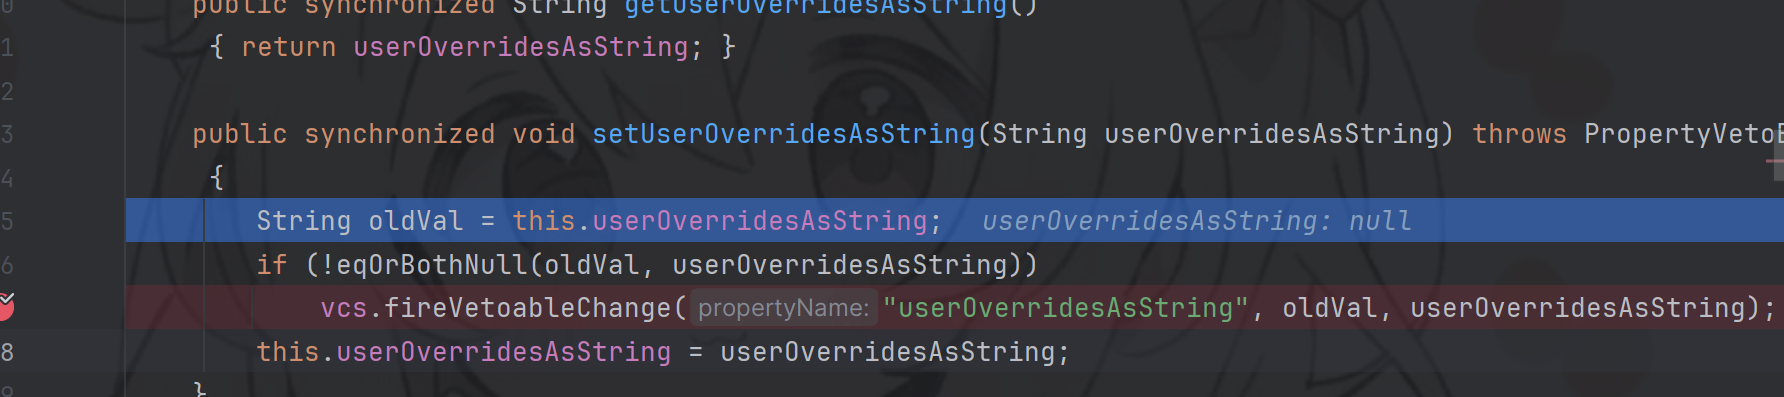 0 public synchronized String getUserOverridesAsString()
1 { return userOverridesAsString; }
2
3 public synchronized void setUserOverridesAsString(String userOverridesAsString) throws PropertyVetoE
4 {
5 String oldVal = this.userOverridesAsString; userOverridesAsString: null
6 if (!eqOrBothNull(oldVal, userOverridesAsString))
vcs.fireVetoableChange( propertyName: "userOverridesAsString", oldVal, userOverridesAsString);
8 this.userOverridesAsString = userOverridesAsString;
9 }